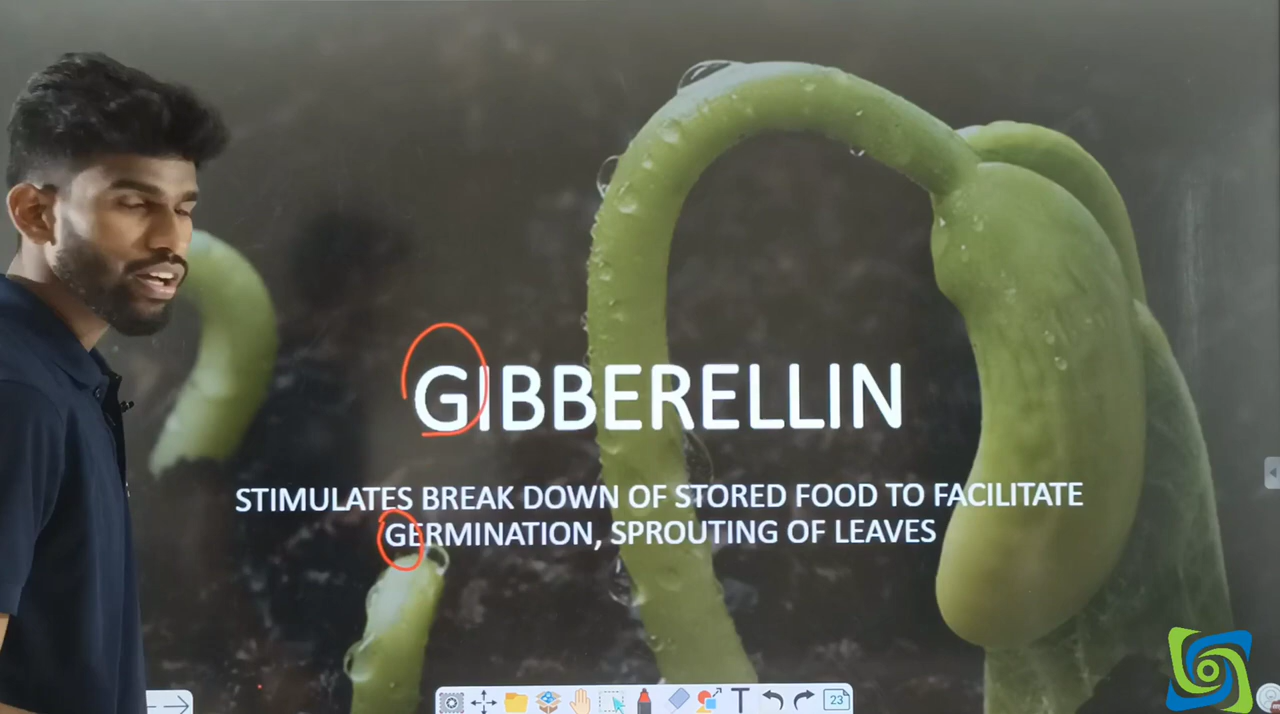 GIBBERELLIN
STIMULATES BREAK DOWN OF STORED FOOD TO FACILITATE
GERMINATION, SPROUTING OF LEAVES
T
23